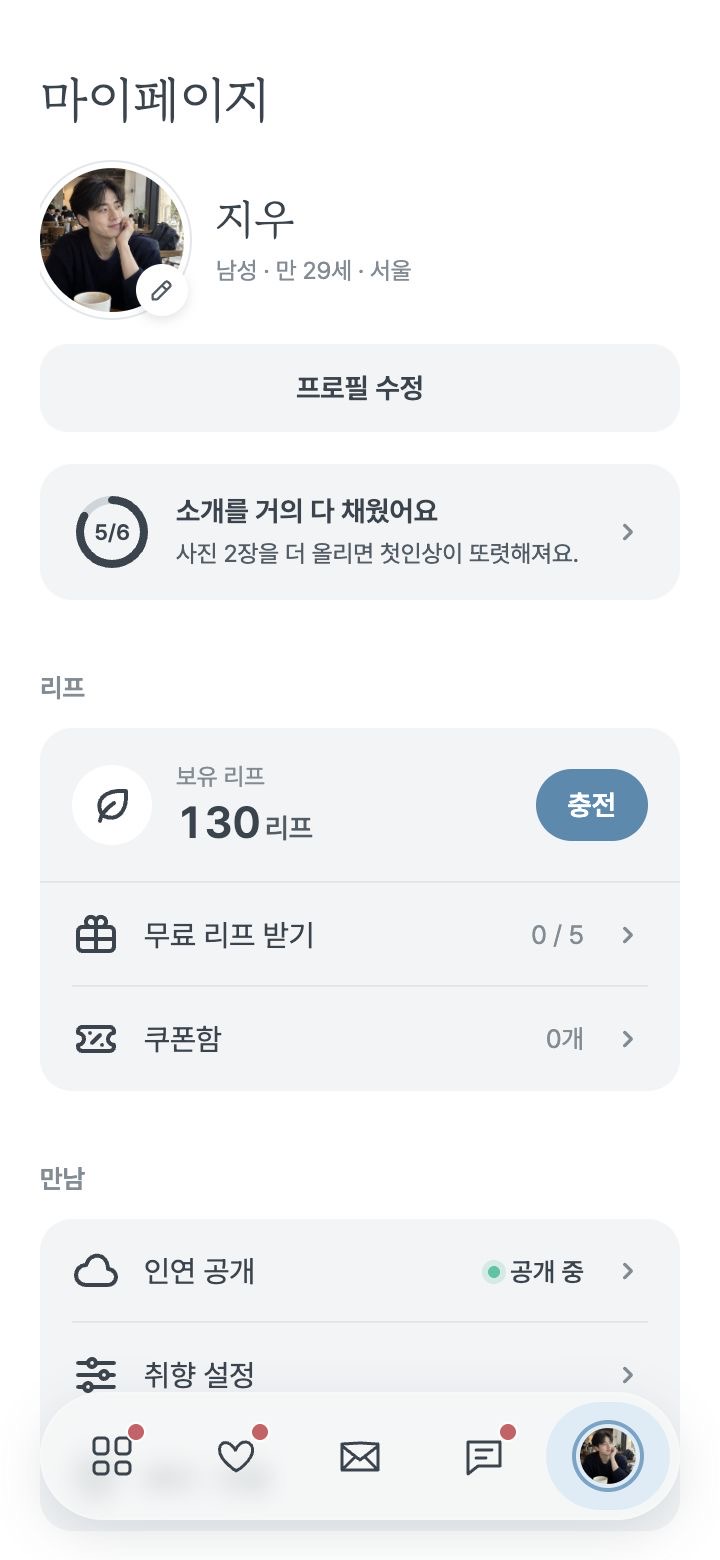 마이페이지
지우
남성 · 만 29세 · 서울
프로필 수정
5/6
소개를 거의 다 채웠어요
사진 2장을 더 올리면 첫인상이 또렷해져요.
리프
보유 리프
130 리프
충전
무료 리프 받기 0 / 5
쿠폰함 0개
만남
인연 공개 공개 중
취향 설정